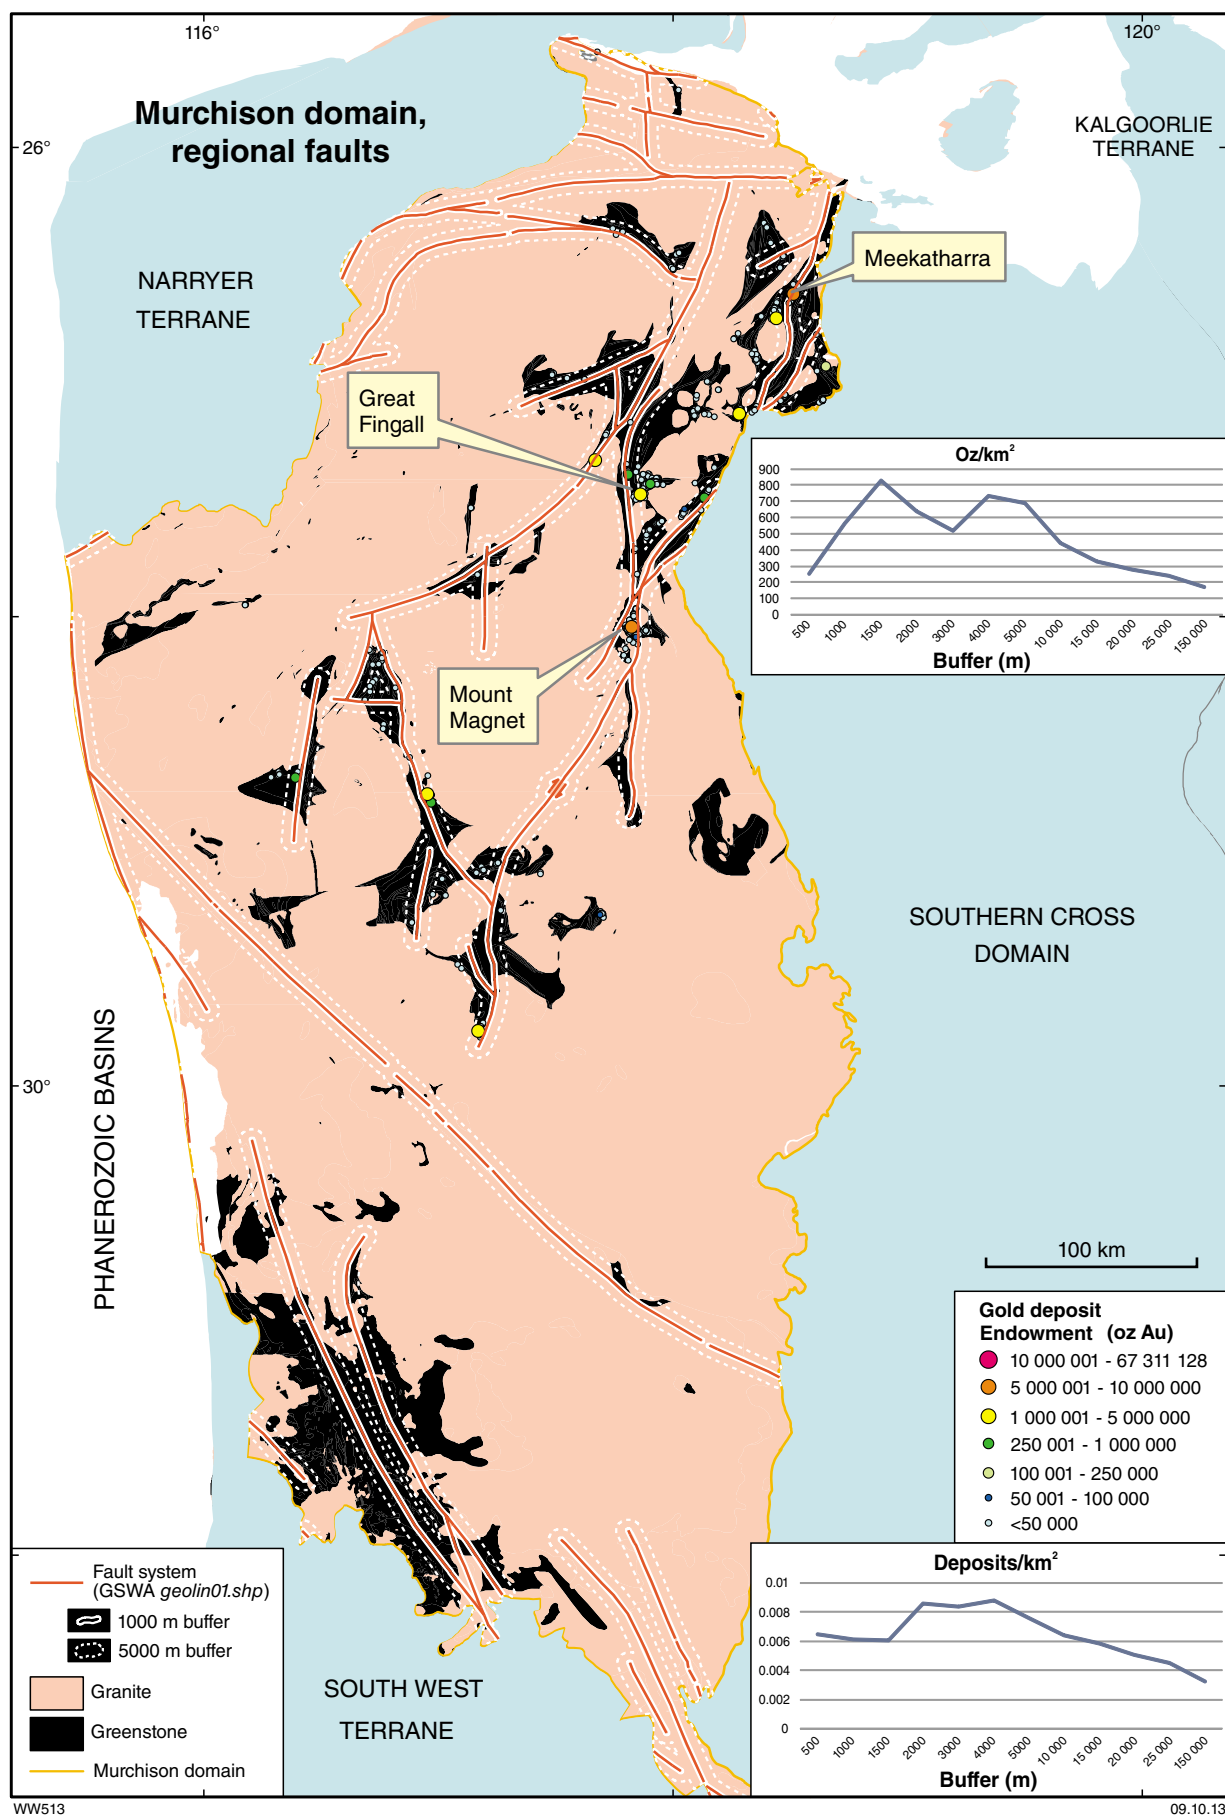 116°
120°
Murchison domain,
regional faults
26°
KALGOORLIE
TERRANE
NARRYER
TERRANE
Meekatharra
Great
Fingall
Oz/km²
900
800
700
600
500
400
300
200
100
0
500
1000
1500
2000
3000
4000
5000
10 000
15 000
20 000
25 000
150 000
Buffer (m)
Mount
Magnet
SOUTHERN CROSS
DOMAIN
PHANEROZOIC BASINS
30°
100 km
Gold deposit
Endowment (oz Au)
10 000 001 - 67 311 128
5 000 001 - 10 000 000
1 000 001 - 5 000 000
250 001 - 1 000 000
100 001 - 250 000
50 001 - 100 000
<50 000
Fault system
(GSWA geolin01.shp)
1000 m buffer
5000 m buffer
Granite
Greenstone
Murchison domain
SOUTH WEST
TERRANE
Deposits/km²
0.01
0.008
0.006
0.004
0.002
0
500
1000
1500
2000
3000
4000
5000
10 000
15 000
20 000
25 000
150 000
Buffer (m)
WW513
09.10.13